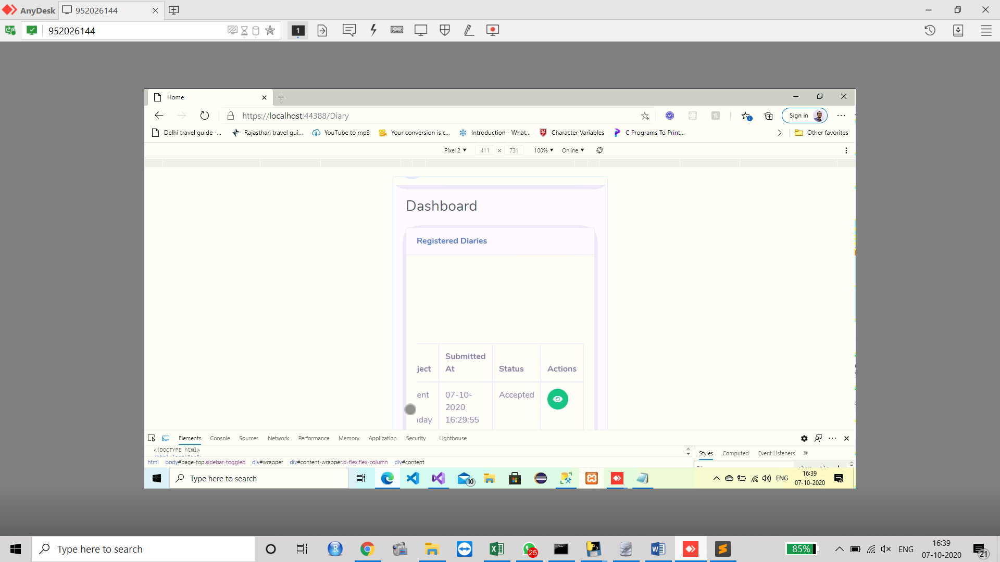 AnyDesk
952026144
952026144
1
Home
https://localhost:44388/Diary
Sign in
Delhi travel guide -...
Rajasthan travel gui...
YouTube to mp3
Your conversion is c...
Introduction - What...
Character Variables
C Programs To Print...
Other favorites
Pixel 2 ▼
411 × 731
100% ▼
Online ▼
Dashboard
Registered Diaries
ject
Submitted At
Status
Actions
ent
07-10-
Accepted
2020
nday
16:29:55
Elements
Console
Sources
Network
Performance
Memory
Application
Security
Lighthouse
<!DOCTYPE html>
Styles
Computed
Event Listeners
html
body#page-top.sidebar-toggled
div#wrapper
div#content-wrapper.d-flex.flex-column
div#content
Type here to search
10
ENG
16:39
07-10-2020
Type here to search
25
85%
ENG
16:39
07-10-2020
21